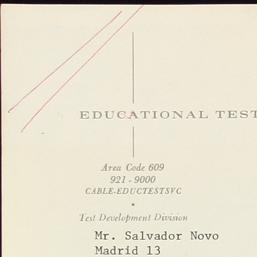 EDUCATIONAL TEST
Area Code 609
921 - 9000
CABLE-EDUCTESTSVC
Test Development Division
Mr. Salvador Novo
Madrid 13